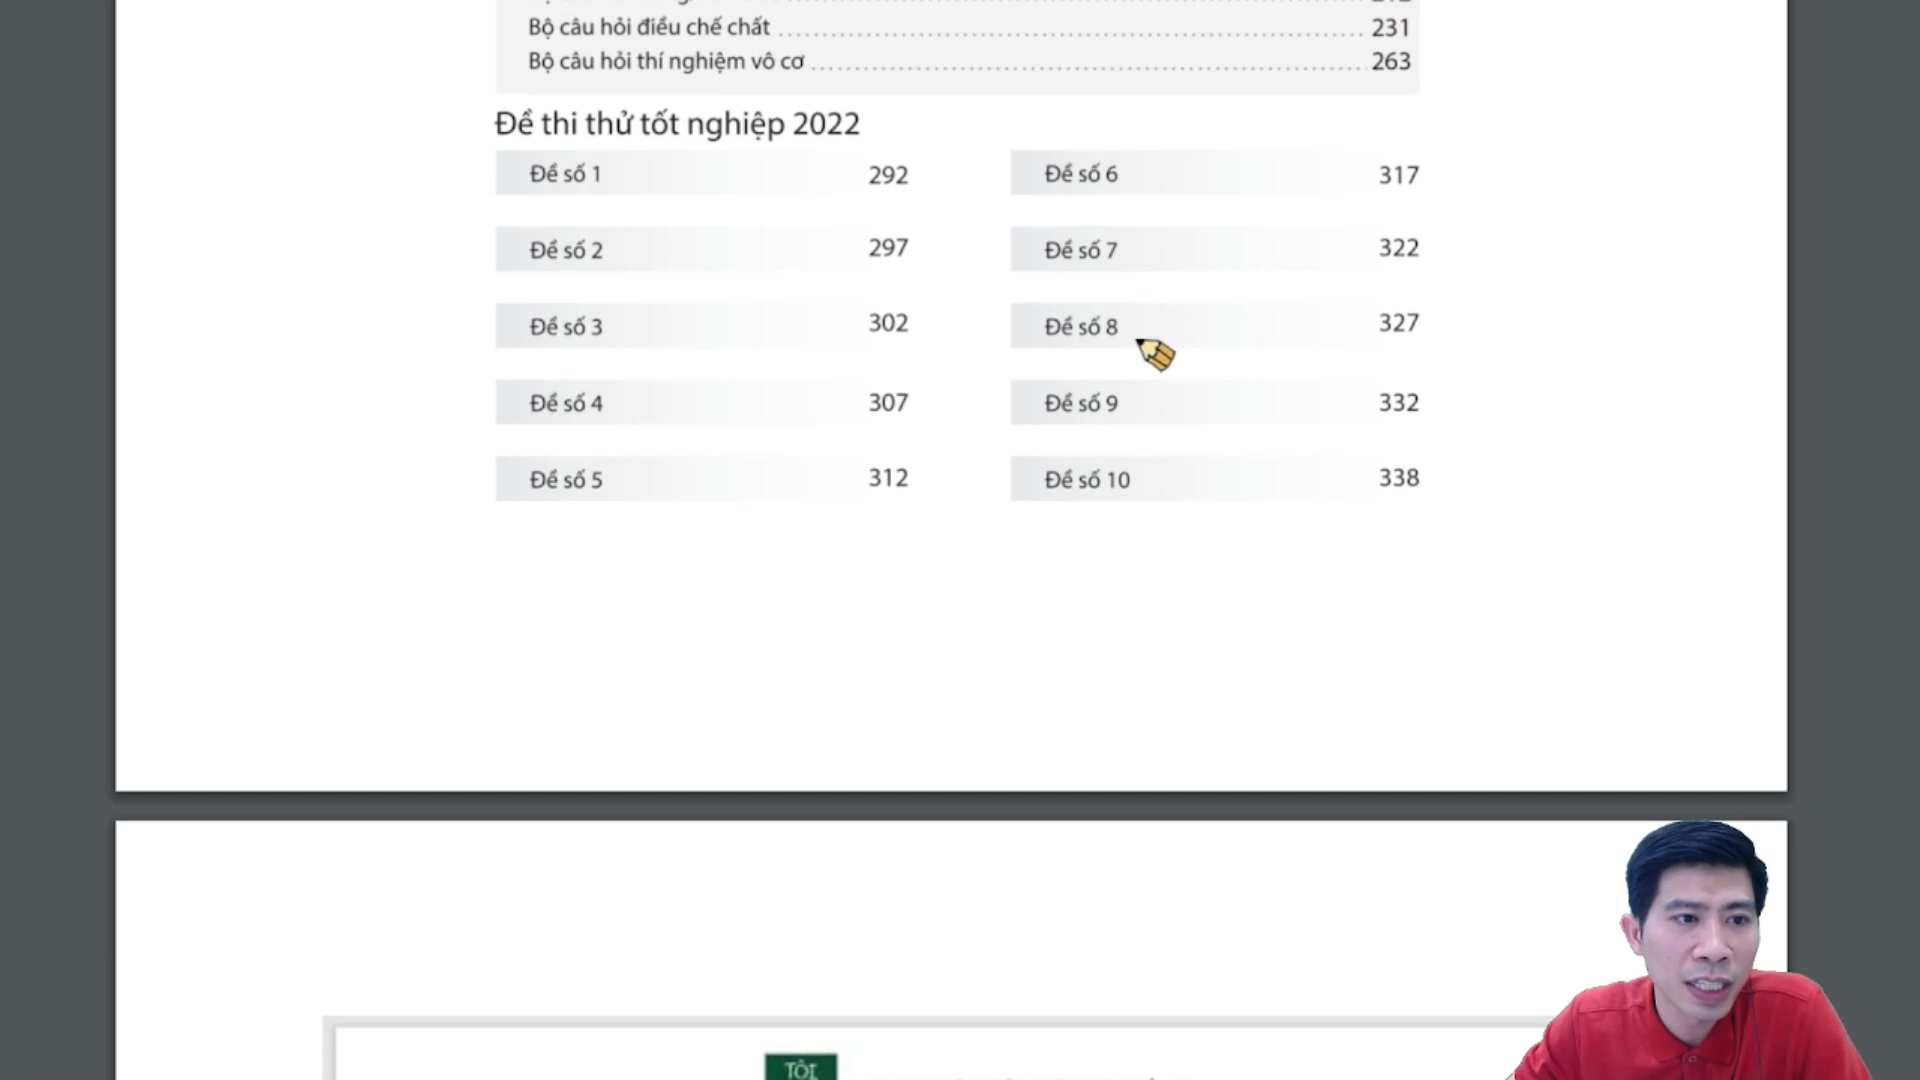 Bộ câu hỏi điều chế chất 231
Bộ câu hỏi thí nghiệm vô cơ 263
Đề thi thử tốt nghiệp 2022
Đề số 1 292
Đề số 6 317
Đề số 2 297
Đề số 7 322
Đề số 3 302
Đề số 8 327
Đề số 4 307
Đề số 9 332
Đề số 5 312
Đề số 10 338
TÔI